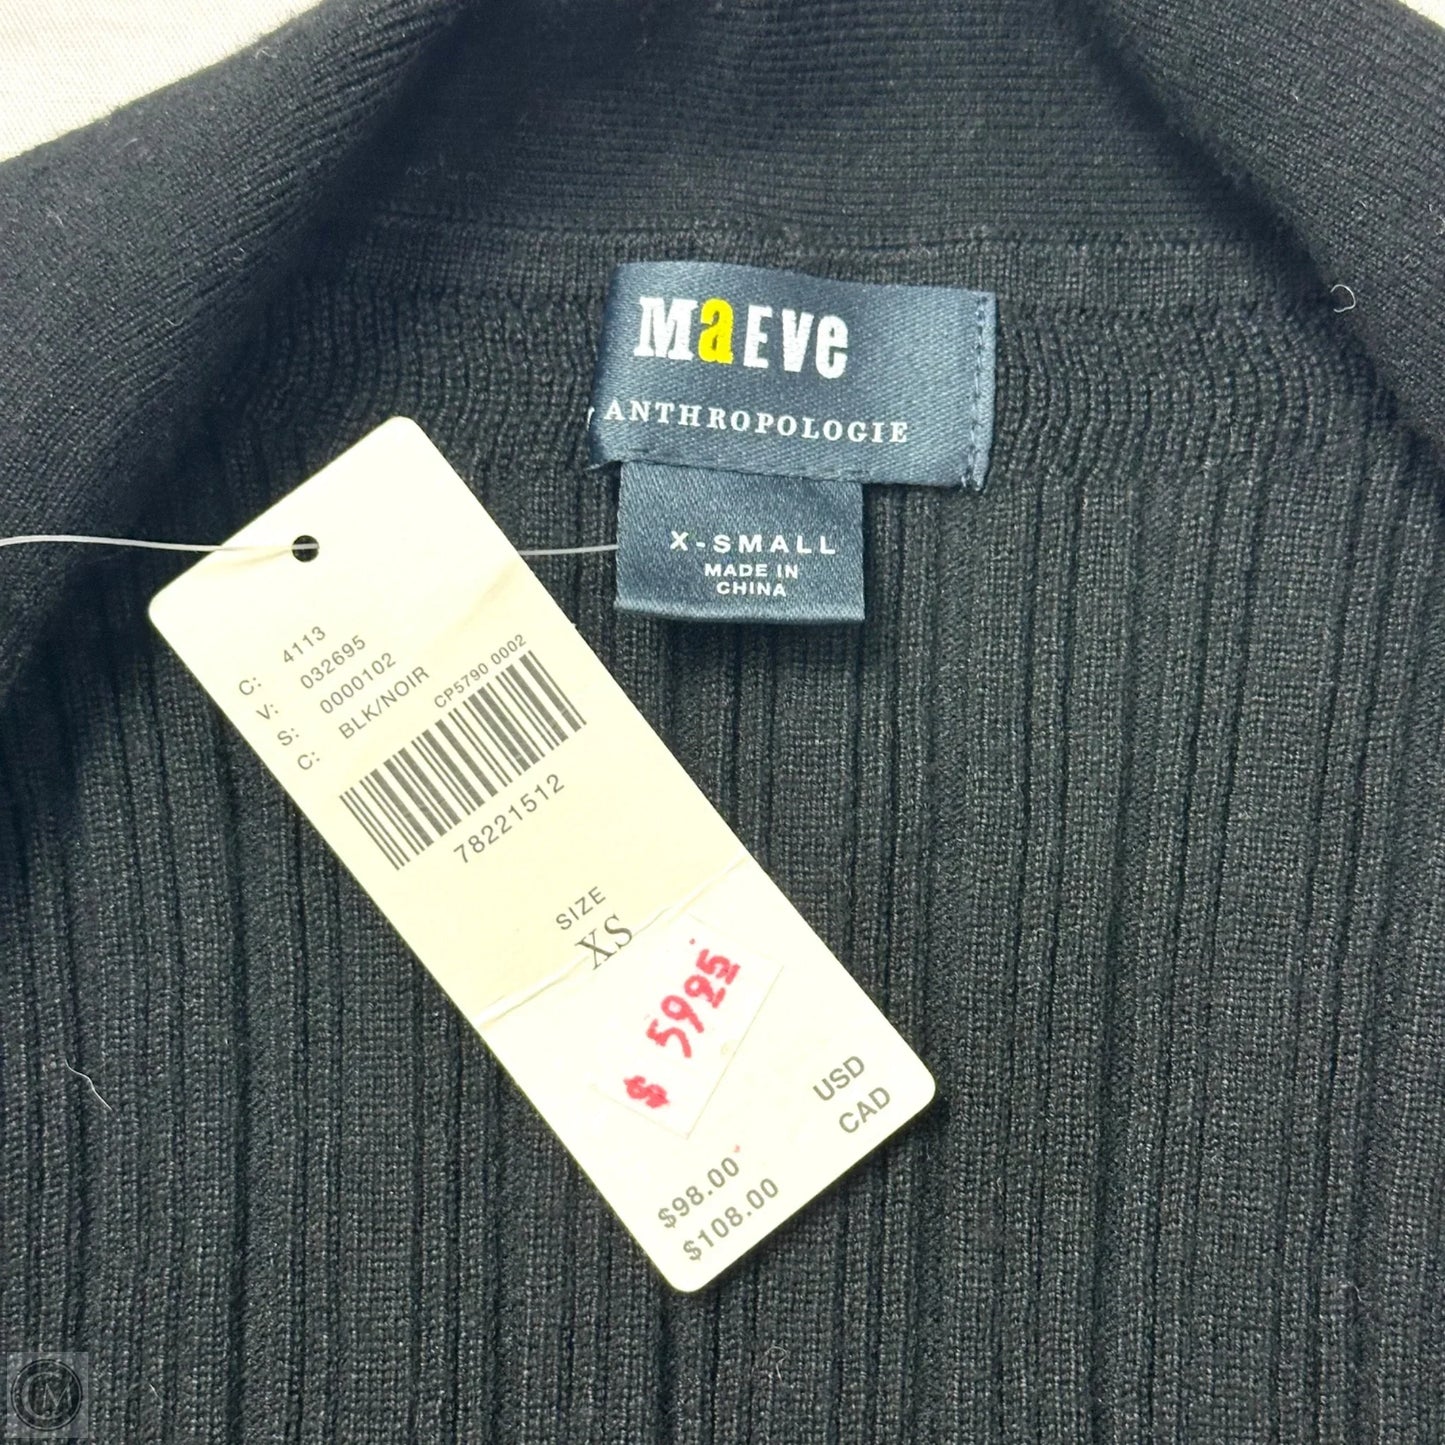 MaEve
ANTHROPOLOGIE
X-SMALL
MADE IN
CHINA
C: 4113
V: 032695
S: 0000102
C: BLK/NOIR
CP5790 0002
78221512
SIZE
XS
$ 5995
$98.00 USD
$108.00 CAD